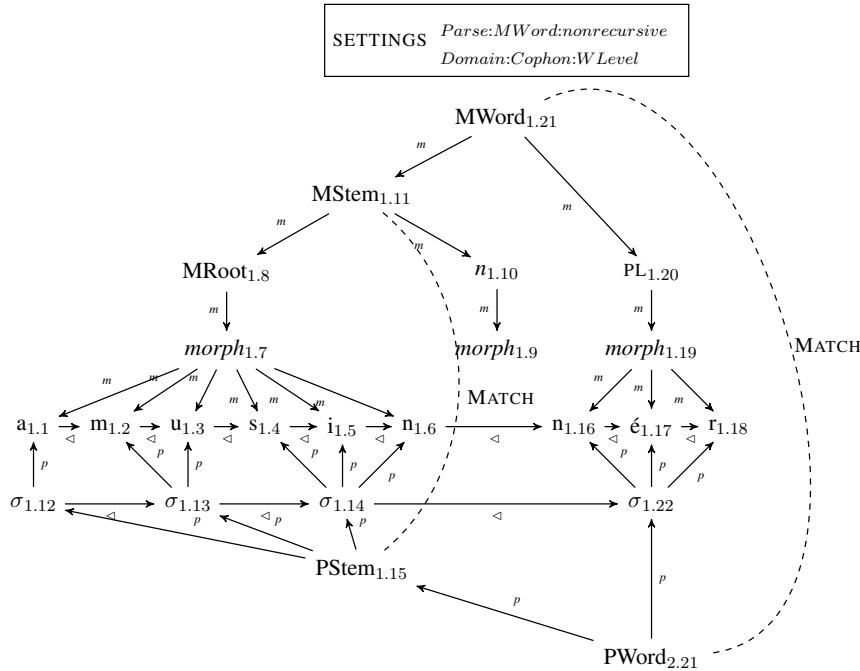 SETTINGS Parse:MWord:nonrecursive
Domain:Cophon:WLevel
MWord1.21
m
MStem1.11 m
m m
MRoot1.8 n1.10 PL1.20
m m m
morph1.7 morph1.9 morph1.19
MATCH
m m m m m m m m
MATCH
a1.1 m1.2 u1.3 s1.4 i1.5 n1.6 n1.16 é1.17 r1.18
◃ ◃ ◃ ◃ ◃ ◃ ◃ ◃
p p p p p p p p p
σ1.12 σ1.13 σ1.14 σ1.22
◃ p ◃ p p ◃
PStem1.15 p
p
PWord2.21